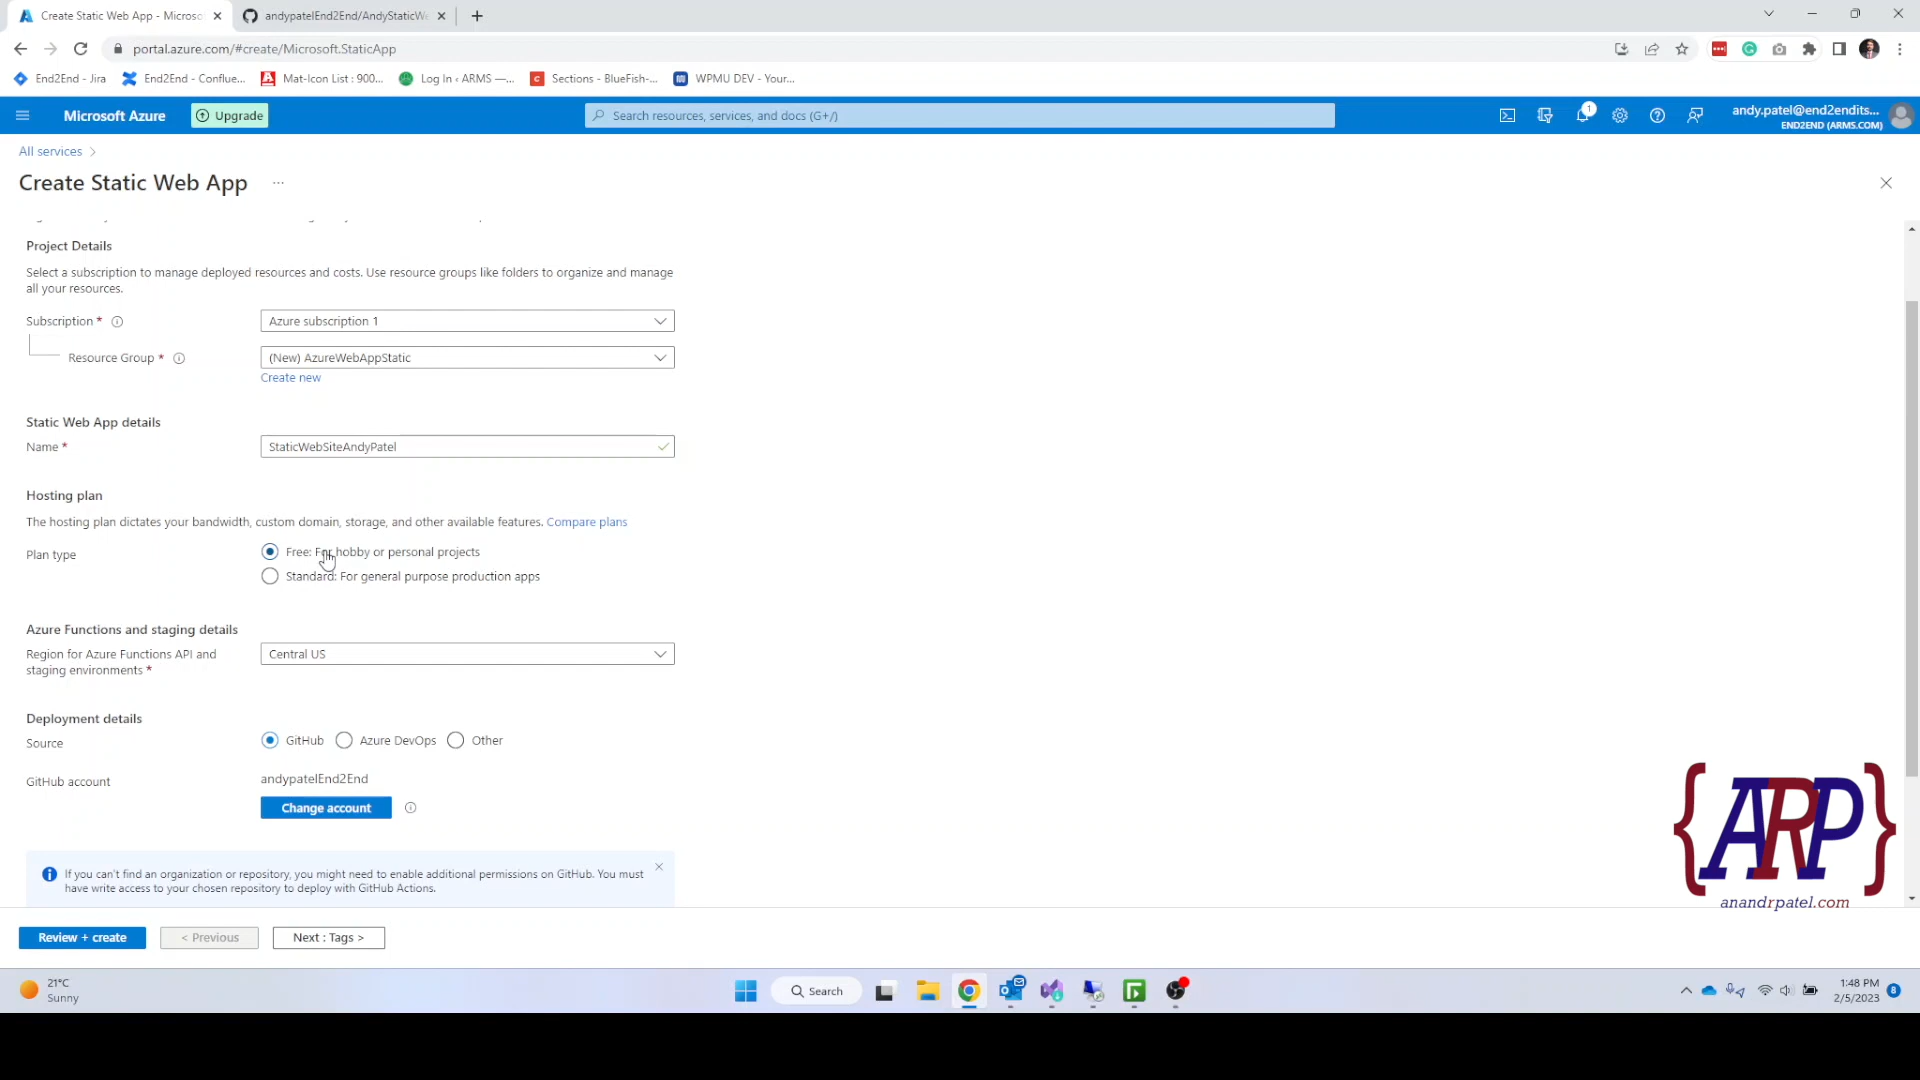 Create Static Web App - Microso
andypatelEnd2End/AndyStaticWe
portal.azure.com/#create/Microsoft.StaticApp
End2End - Jira
End2End - Conflue...
Mat-Icon List : 900...
Log In ‹ ARMS —...
Sections - BlueFish-...
WPMU DEV - Your...
Microsoft Azure
Upgrade
Search resources, services, and docs (G+/)
1
andy.patel@end2endits...
END2END (ARMS.COM)
All services >
Create Static Web App ...
Project Details
Select a subscription to manage deployed resources and costs. Use resource groups like folders to organize and manage
all your resources.
Subscription *
Azure subscription 1
Resource Group *
(New) AzureWebAppStatic
Create new
Static Web App details
Name *
StaticWebSiteAndyPatel
Hosting plan
The hosting plan dictates your bandwidth, custom domain, storage, and other available features. Compare plans
Plan type
Free: For hobby or personal projects
Standard: For general purpose production apps
Azure Functions and staging details
Region for Azure Functions API and
staging environments *
Central US
Deployment details
Source
GitHub
Azure DevOps
Other
GitHub account
andypatelEnd2End
Change account
If you can't find an organization or repository, you might need to enable additional permissions on GitHub. You must
have write access to your chosen repository to deploy with GitHub Actions.
{ARP}
anandrpatel.com
Review + create
< Previous
Next : Tags >
21°C
Sunny
Search
1:48 PM
2/5/2023
8